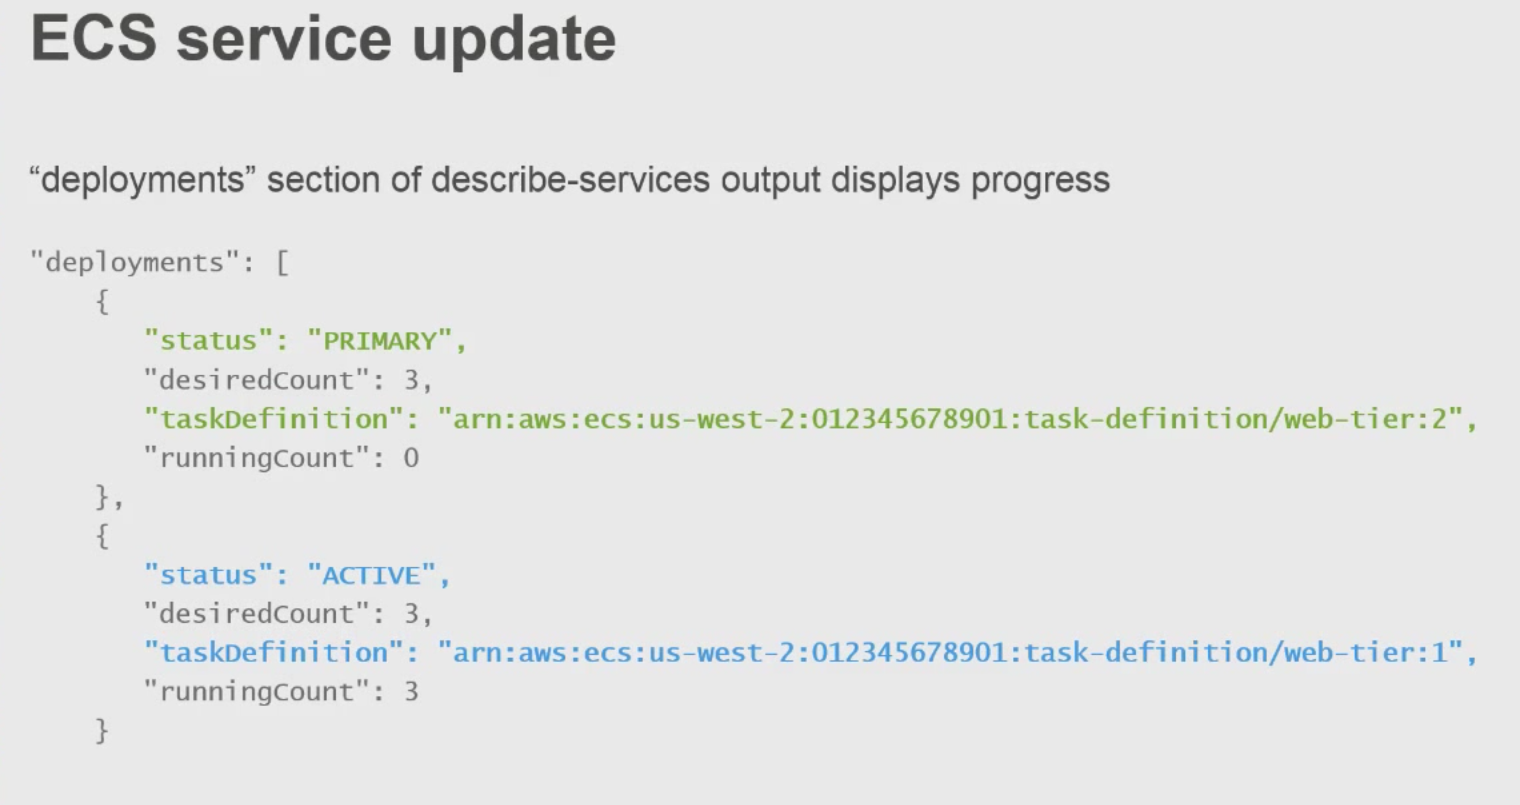 ECS service update
“deployments” section of describe-services output displays progress
"deployments": [
{
"status": "PRIMARY",
"desiredCount": 3,
"taskDefinition": "arn:aws:ecs:us-west-2:012345678901:task-definition/web-tier:2",
"runningCount": 0
},
{
"status": "ACTIVE",
"desiredCount": 3,
"taskDefinition": "arn:aws:ecs:us-west-2:012345678901:task-definition/web-tier:1",
"runningCount": 3
}